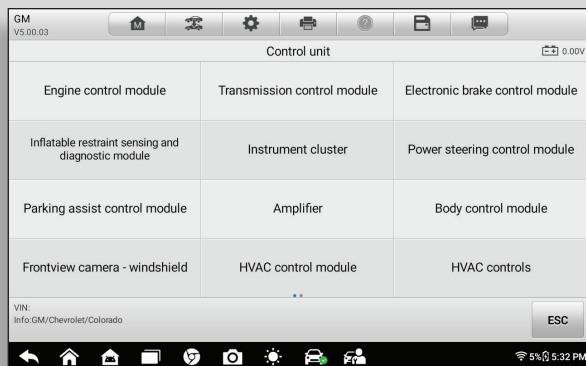 GM
V5.00.03
M
?
Control unit
0.00V
Engine control module
Transmission control module
Electronic brake control module
Inflatable restraint sensing and
diagnostic module
Instrument cluster
Power steering control module
Parking assist control module
Amplifier
Body control module
Frontview camera - windshield
HVAC control module
HVAC controls
VIN:
Info:GM/Chevrolet/Colorado
ESC
M
5% 5:32 PM